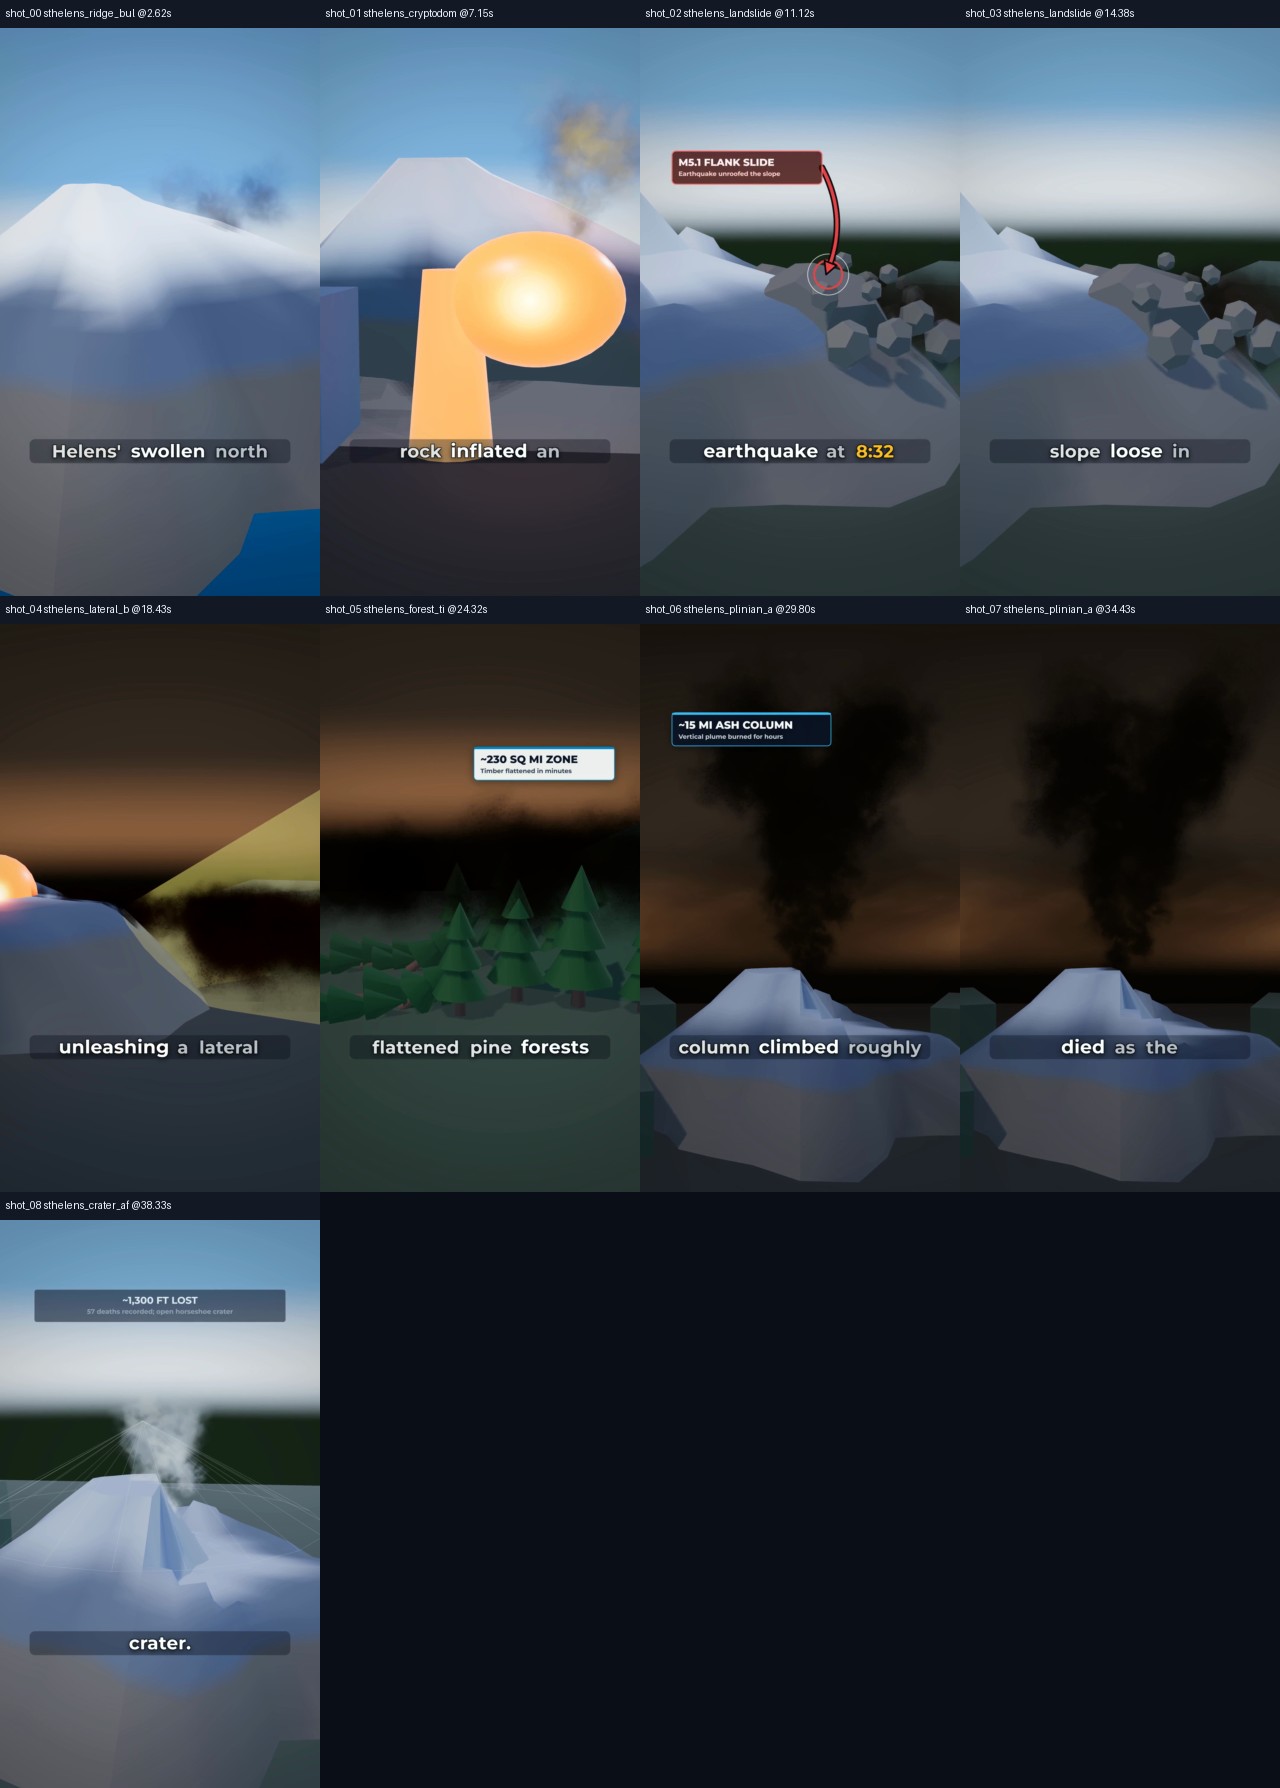 shot_00 sthelens_ridge_bul @2.62s
shot_01 sthelens_cryptodom @7.15s
shot_02 sthelens_landslide @11.12s
shot_03 sthelens_landslide @14.38s
M5.1 FLANK SLIDE
Earthquake unroofed the slope
Helens' swollen north
rock inflated an
earthquake at 8:32
slope loose in
shot_04 sthelens_lateral_b @18.43s
shot_05 sthelens_forest_ti @24.32s
shot_06 sthelens_plinian_a @29.80s
shot_07 sthelens_plinian_a @34.43s
~230 SQ MI ZONE
Timber flattened in minutes
~15 MI ASH COLUMN
Vertical plume burned for hours
unleashing a lateral
flattened pine forests
column climbed roughly
died as the
shot_08 sthelens_crater_af @38.33s
~1,300 FT LOST
57 deaths recorded; open horseshoe crater
crater.